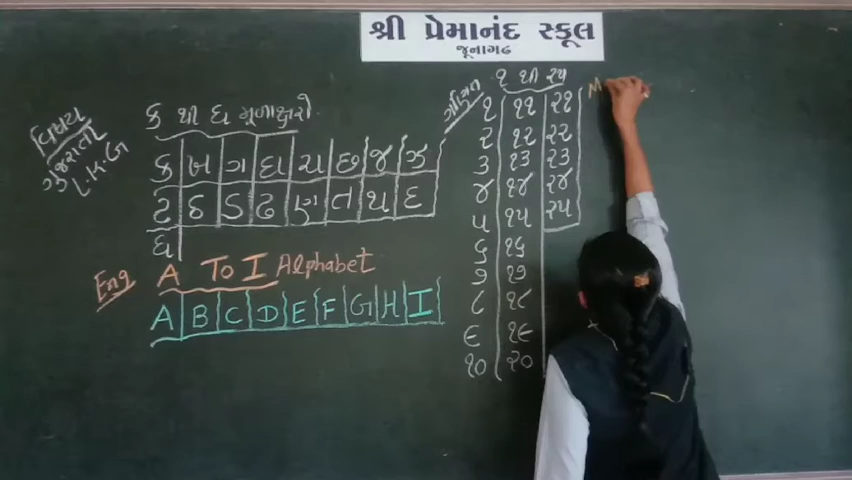 શ્રી પ્રેમાનંદ સ્કૂલ
જૂનાગઢ
વિષય
ગુજરાતી
L.K.G
ક થી ધ મૂળાક્ષરો
ક ખ ગ ઘ ચ છ જ ઝ
ટ ઠ ડ ઢ ણ ત થ દ
ધ
Eng
A To I Alphabet
A B C D E F G H I
ગણિત
૧ થી ૨૫
૧ ૧૧ ૨૧
૨ ૧૨ ૨૨
૩ ૧૩ ૨૩
૪ ૧૪ ૨૪
૫ ૧૫ ૨૫
૬ ૧૬
૭ ૧૭
૮ ૧૮
૯ ૧૯
૧૦ ૨૦
M